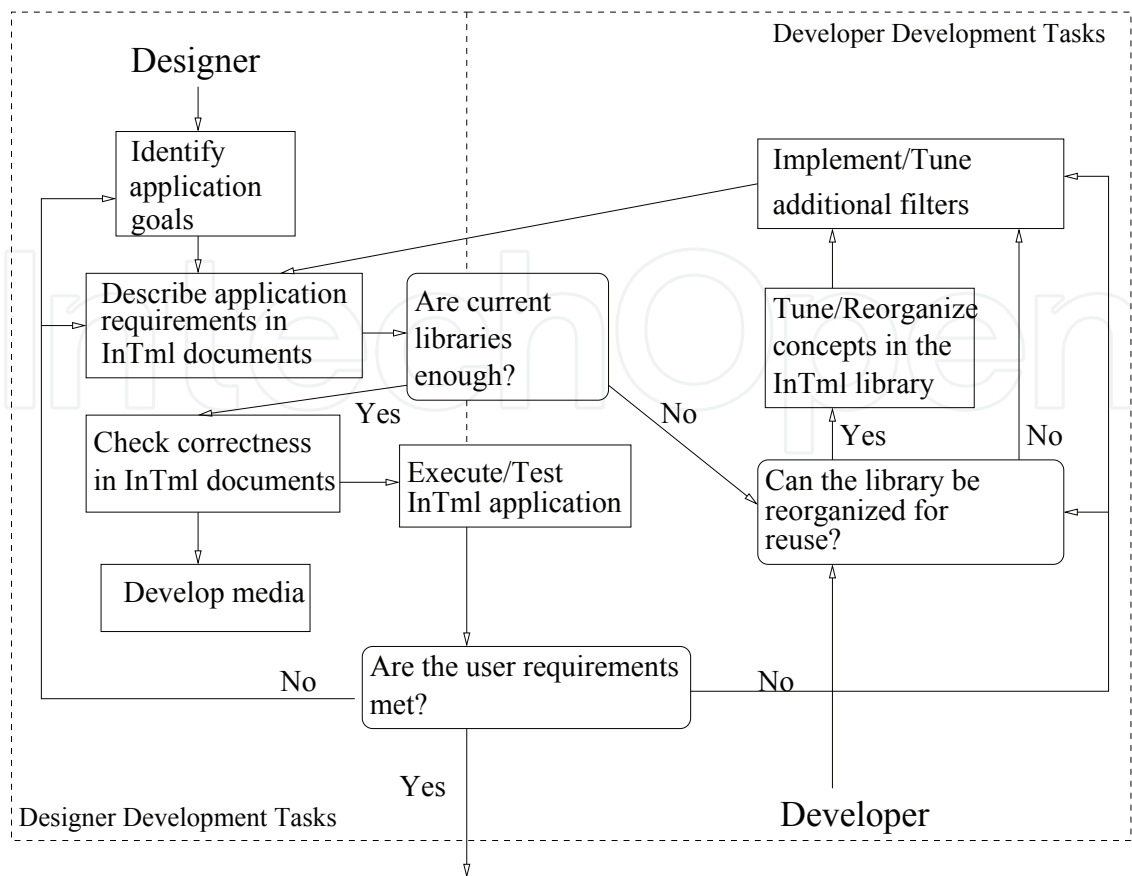 Developer Development Tasks
Designer
Identify
application
goals
Implement/Tune
additional filters
Describe application
requirements in
InTml documents
Are current
libraries
enough?
Tune/Reorganize
concepts in the
InTml library
Yes
No
Yes
No
Check correctness
in InTml documents
Execute/Test
InTml application
Can the library be
reorganized for
reuse?
Develop media
Are the user requirements
met?
No
No
Yes
Designer Development Tasks
Developer
IntechOpen